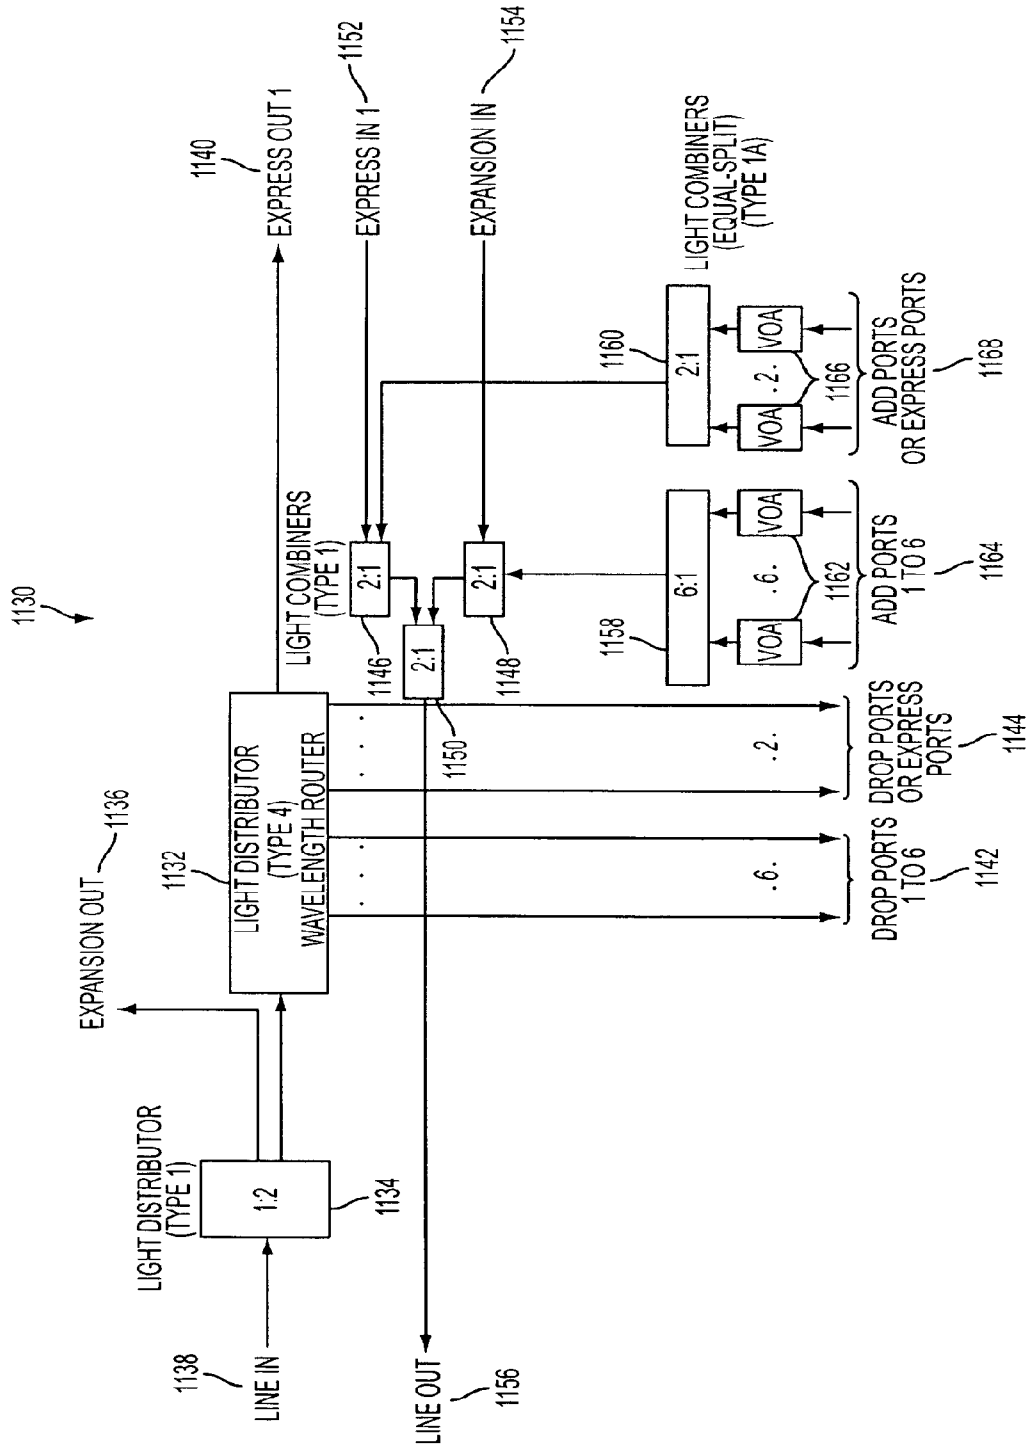 1130
EXPANSION OUT
1136
LIGHT DISTRIBUTOR
(TYPE 1)
1:2
1134
1138
LINE IN
1132
LIGHT DISTRIBUTOR
(TYPE 4)
WAVELENGTH ROUTER
1140
EXPRESS OUT 1
LIGHT COMBINERS
(TYPE 1)
1152
EXPRESS IN 1
2:1
1146
1154
EXPANSION IN
2:1
1148
2:1
1150
LINE OUT
1156
LIGHT COMBINERS
(EQUAL-SPLIT)
(TYPE 1A)
1158
6:1
1160
2:1
. . .
. . .
.6.
.2.
VOA
.6.
VOA
1162
VOA
.2.
VOA
1166
DROP PORTS
1 TO 6
1142
DROP PORTS
OR EXPRESS
PORTS
1144
ADD PORTS
1 TO 6
1164
ADD PORTS
OR EXPRESS PORTS
1168